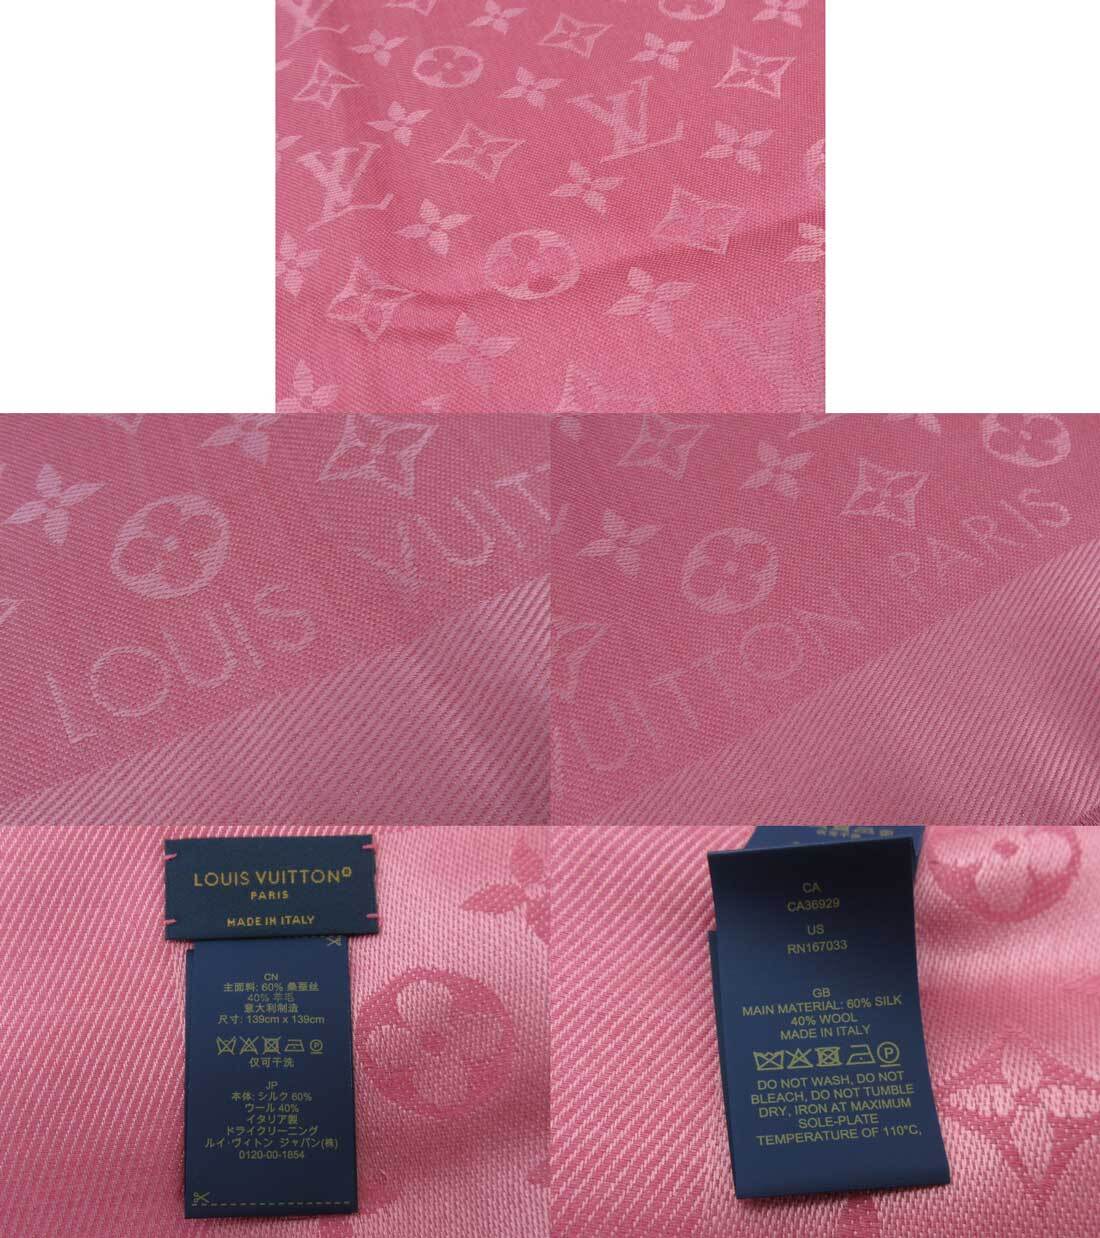 LOUIS VUITT
UITTON PARIS
LOUIS VUITTON
PARIS
MADE IN ITALY
CN
主面料: 60% 桑蚕丝
40% 羊毛
意大利制造
尺寸: 139cm x 139cm
仅可干洗
JP
本体: シルク 60%
ウール 40%
イタリア製
ドライクリーニング
ルイ・ヴィトン ジャパン(株)
0120-00-1854
CA
CA36929
US
RN167033
GB
MAIN MATERIAL: 60% SILK
40% WOOL
MADE IN ITALY
DO NOT WASH, DO NOT
BLEACH, DO NOT TUMBLE
DRY, IRON AT MAXIMUM
SOLE-PLATE
TEMPERATURE OF 110°C,